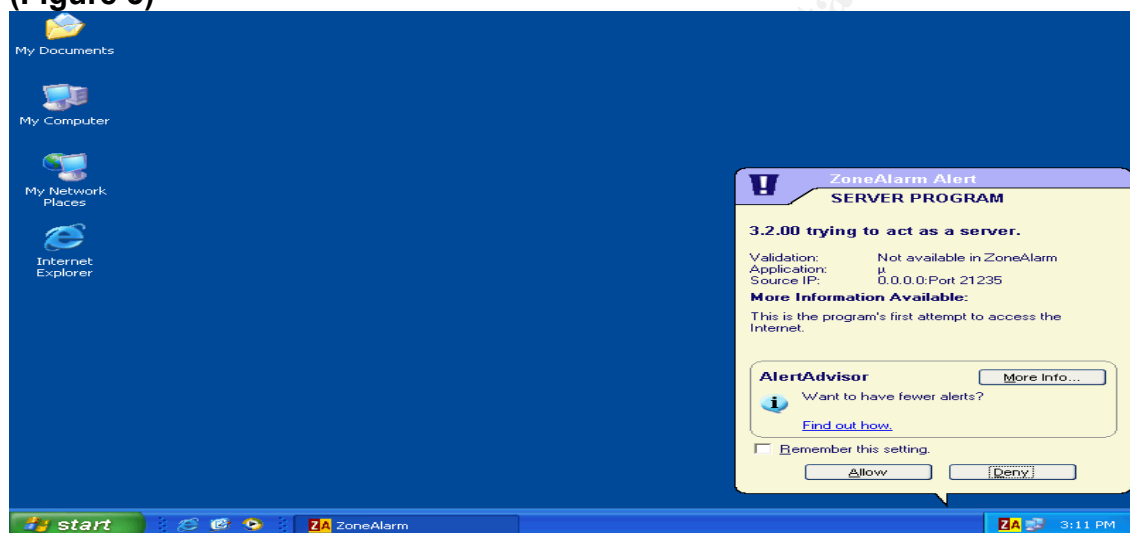 My Documents
My Computer
My Network
Places
Internet
Explorer
ZoneAlarm Alert
SERVER PROGRAM
3.2.00 trying to act as a server.
Validation: Not available in ZoneAlarm
Application: µ
Source IP: 0.0.0.0:Port 21235
More Information Available:
This is the program's first attempt to access the
Internet.
AlertAdvisor
More Info...
Want to have fewer alerts?
Find out how.
Remember this setting.
Allow
Deny
start
ZA ZoneAlarm
ZA
3:11 PM